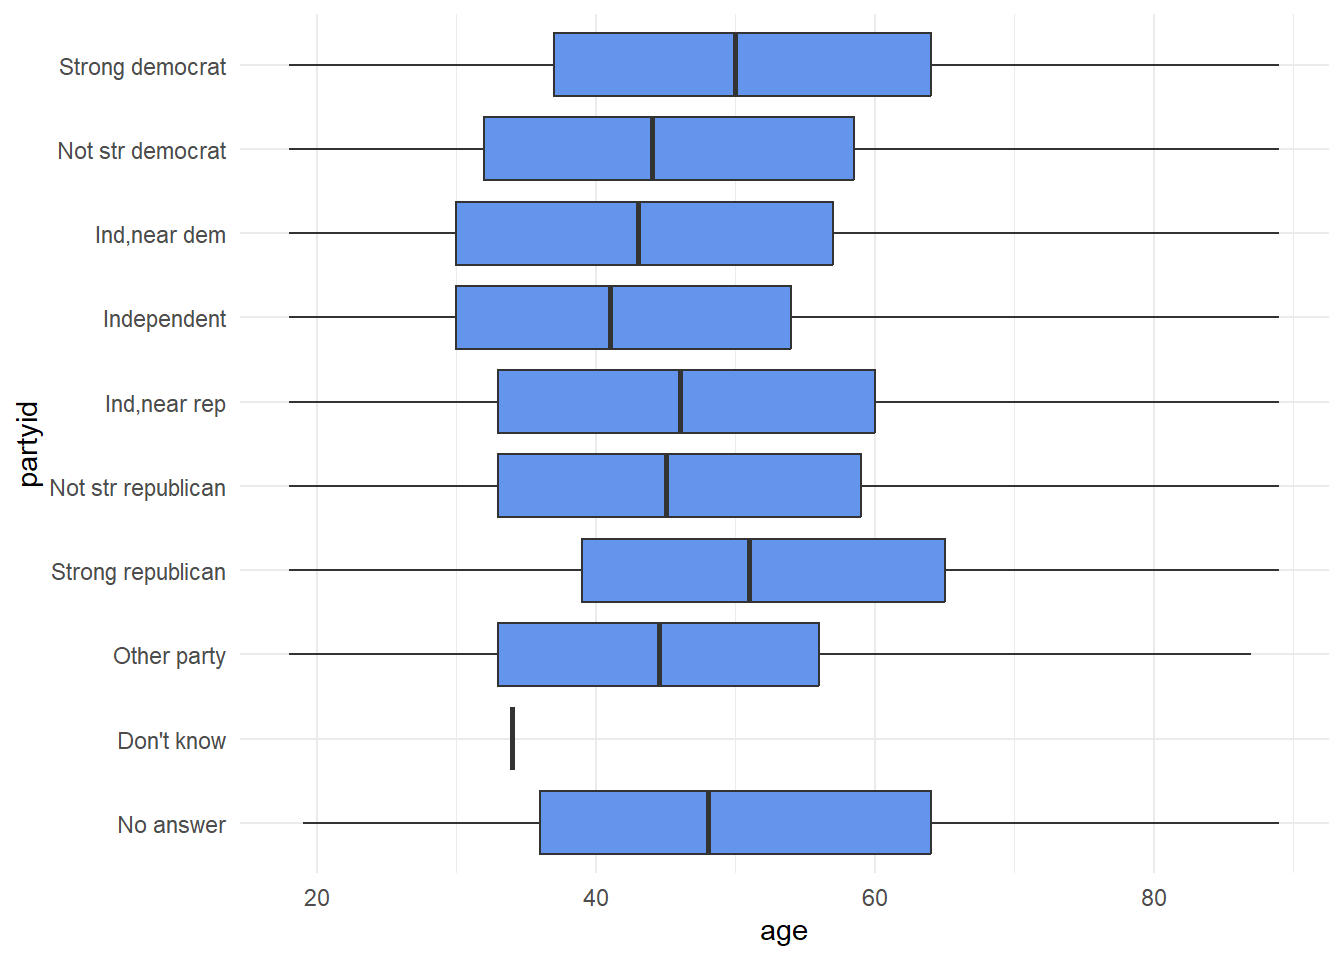 Strong democrat
Not str democrat
Ind,near dem
Independent
Ind,near rep
Not str republican
Strong republican
Other party
Don't know
No answer
partyid
20 40 60 80
age